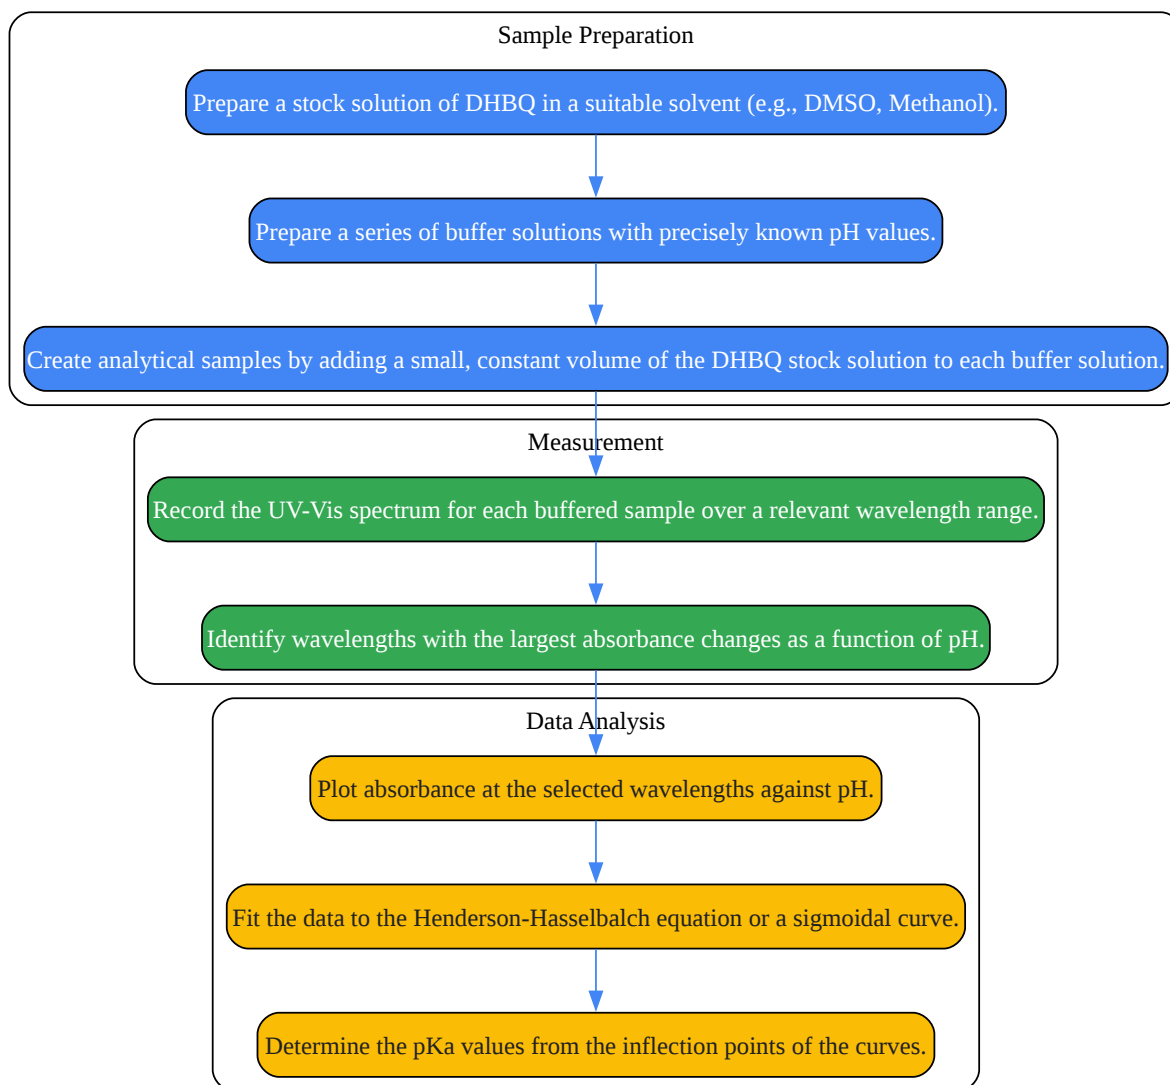 Sample Preparation
Prepare a stock solution of DHBQ in a suitable solvent (e.g., DMSO, Methanol).
Prepare a series of buffer solutions with precisely known pH values.
Create analytical samples by adding a small, constant volume of the DHBQ stock solution to each buffer solution.
Measurement
Record the UV-Vis spectrum for each buffered sample over a relevant wavelength range.
Identify wavelengths with the largest absorbance changes as a function of pH.
Data Analysis
Plot absorbance at the selected wavelengths against pH.
Fit the data to the Henderson-Hasselbalch equation or a sigmoidal curve.
Determine the pKa values from the inflection points of the curves.